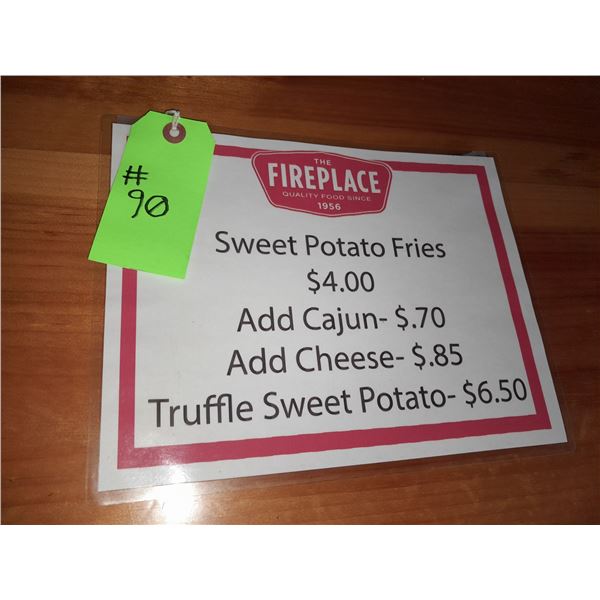 #
90
THE
FIREPLACE
QUALITY FOOD SINCE
1956
Sweet Potato Fries
$4.00
Add Cajun- $.70
Add Cheese- $.85
Truffle Sweet Potato- $6.50